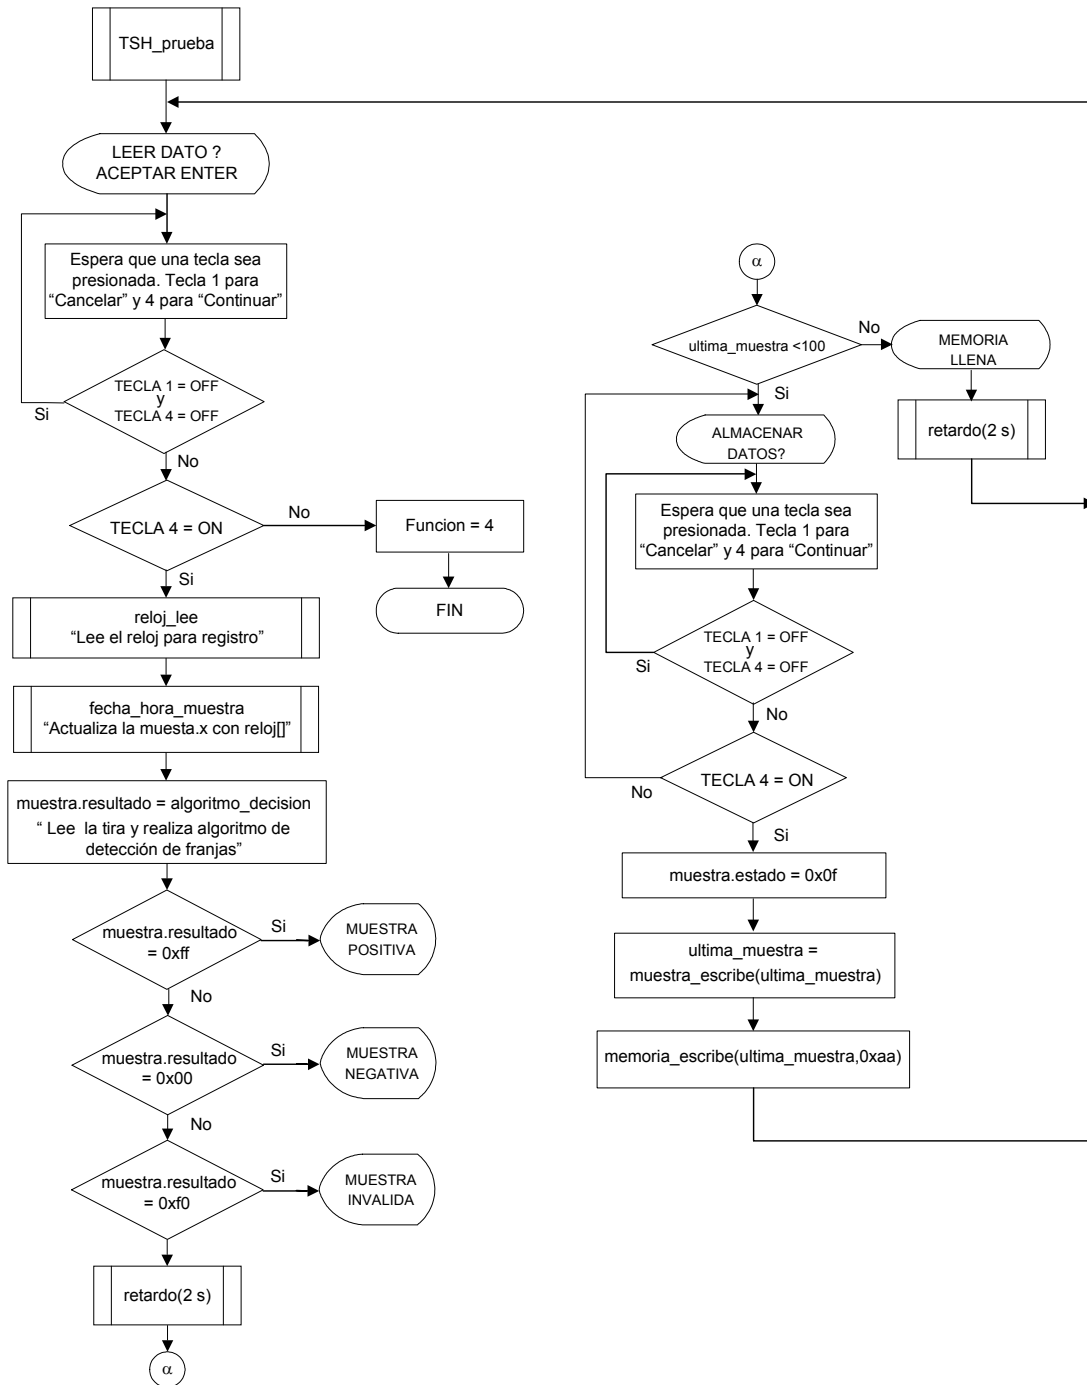 TSH_prueba
LEER DATO ?
ACEPTAR ENTER
Espera que una tecla sea
presionada. Tecla 1 para
“Cancelar” y 4 para “Continuar”
TECLA 1 = OFF
y
TECLA 4 = OFF
Si
No
TECLA 4 = ON
No
Funcion = 4
FIN
Si
reloj_lee
“Lee el reloj para registro”
fecha_hora_muestra
“Actualiza la muesta.x con reloj[]”
muestra.resultado = algoritmo_decision
“ Lee la tira y realiza algoritmo de
detección de franjas”
muestra.resultado
= 0xff
Si
MUESTRA
POSITIVA
No
muestra.resultado
= 0x00
Si
MUESTRA
NEGATIVA
No
muestra.resultado
= 0xf0
Si
MUESTRA
INVALIDA
retardo(2 s)
α
α
ultima_muestra <100
No
MEMORIA
LLENA
retardo(2 s)
Si
ALMACENAR
DATOS?
Espera que una tecla sea
presionada. Tecla 1 para
“Cancelar” y 4 para “Continuar”
TECLA 1 = OFF
y
TECLA 4 = OFF
Si
No
TECLA 4 = ON
No
Si
muestra.estado = 0x0f
ultima_muestra =
muestra_escribe(ultima_muestra)
memoria_escribe(ultima_muestra,0xaa)